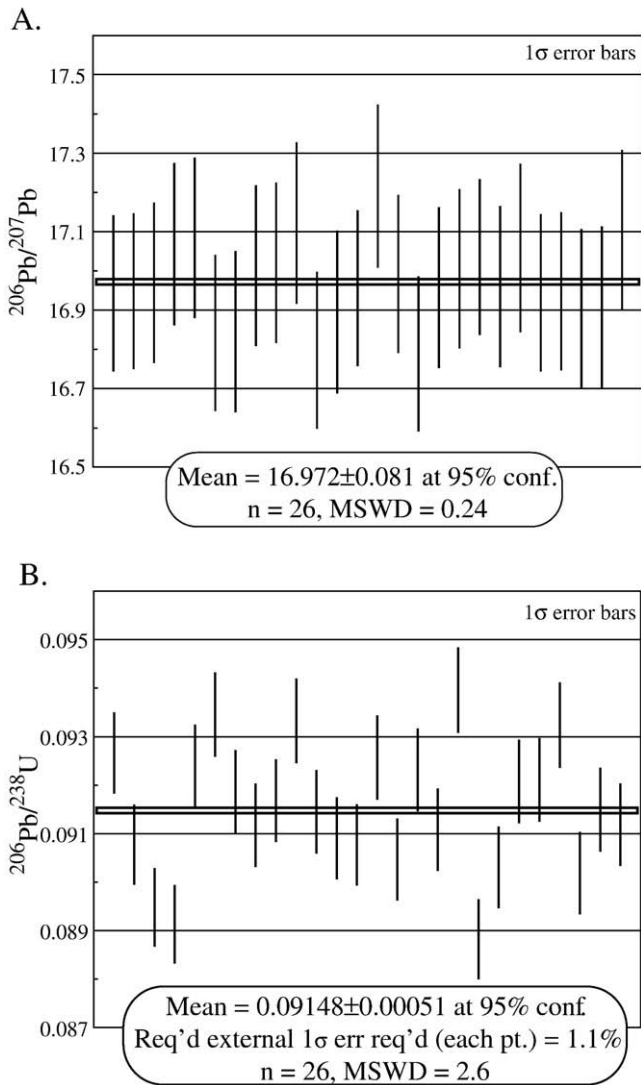 A.
1σ error bars
17.5
17.3
17.1
16.9
16.7
16.5
²⁰⁶Pb/²⁰⁷Pb
Mean = 16.972±0.081 at 95% conf.
n = 26, MSWD = 0.24
B.
1σ error bars
0.095
0.093
0.091
0.089
0.087
²⁰⁶Pb/²³⁸U
Mean = 0.09148±0.00051 at 95% conf.
Req'd external 1σ err req'd (each pt.) = 1.1%
n = 26, MSWD = 2.6